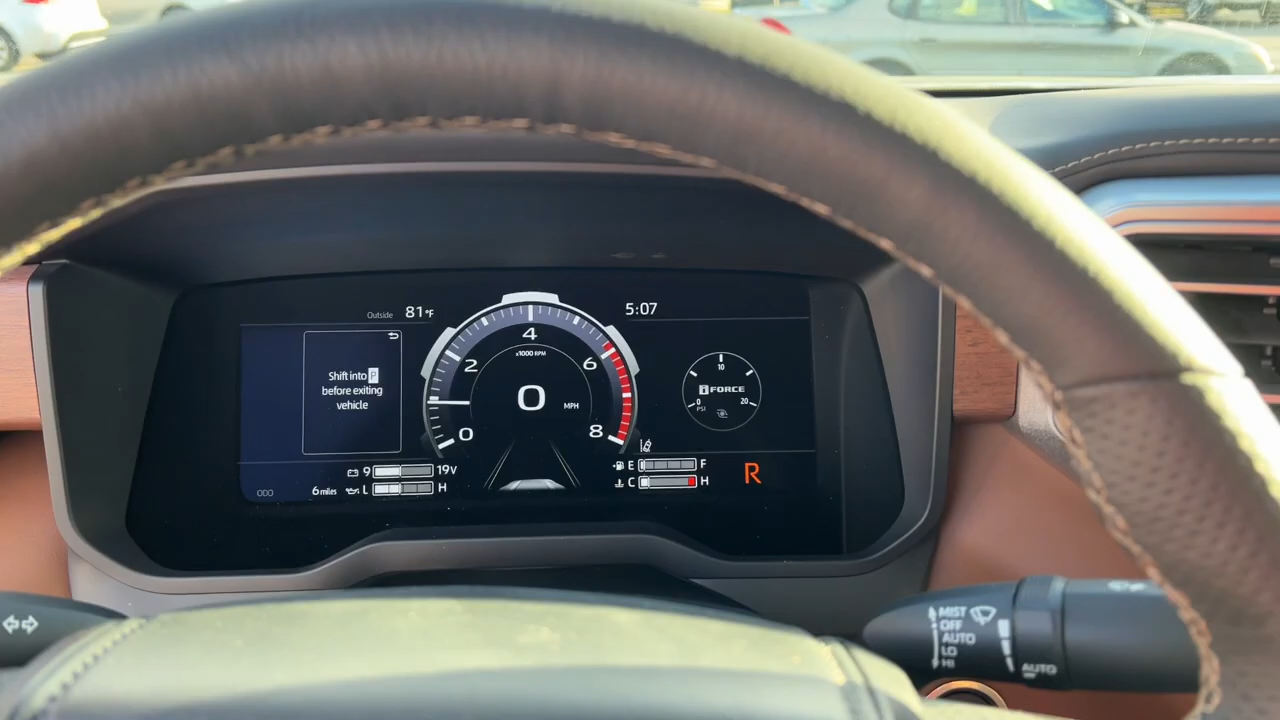 Outside 81°F
5:07
Shift into P
before exiting
vehicle
4
x1000 RPM
2
6
0
MPH
0
8
10
iFORCE
0
20
PSI
9
19V
E
F
R
L
H
C
H
ODO
6 miles
MIST
OFF
AUTO
LO
HI
AUTO